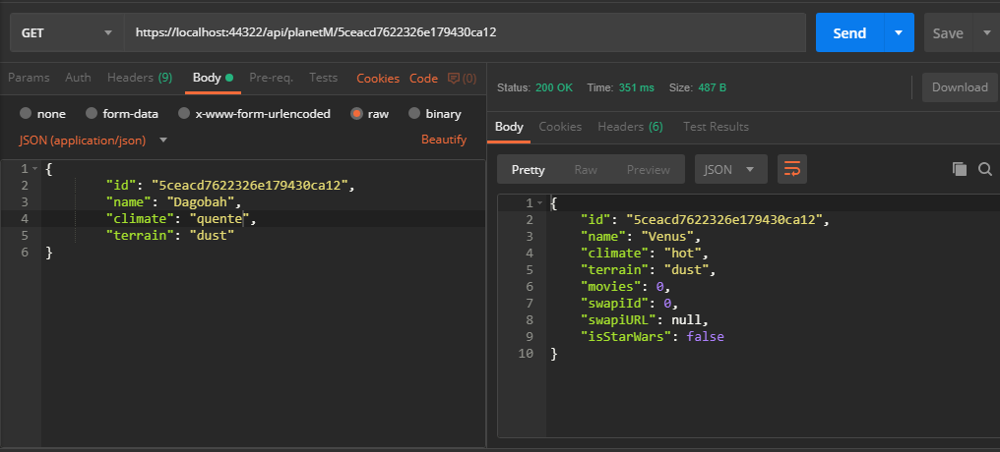 GET https://localhost:44322/api/planetM/5ceacd7622326e179430ca12 Send Save
Params Auth Headers (9) Body Pre-req. Tests Cookies Code (0)
none form-data x-www-form-urlencoded raw binary
JSON (application/json) Beautify
1 {
2 "id": "5ceacd7622326e179430ca12",
3 "name": "Dagobah",
4 "climate": "quente",
5 "terrain": "dust"
6 }
Status: 200 OK Time: 351 ms Size: 487 B Download
Body Cookies Headers (6) Test Results
Pretty Raw Preview JSON
1 {
2 "id": "5ceacd7622326e179430ca12",
3 "name": "Venus",
4 "climate": "hot",
5 "terrain": "dust",
6 "movies": 0,
7 "swapiId": 0,
8 "swapiURL": null,
9 "isStarWars": false
10 }